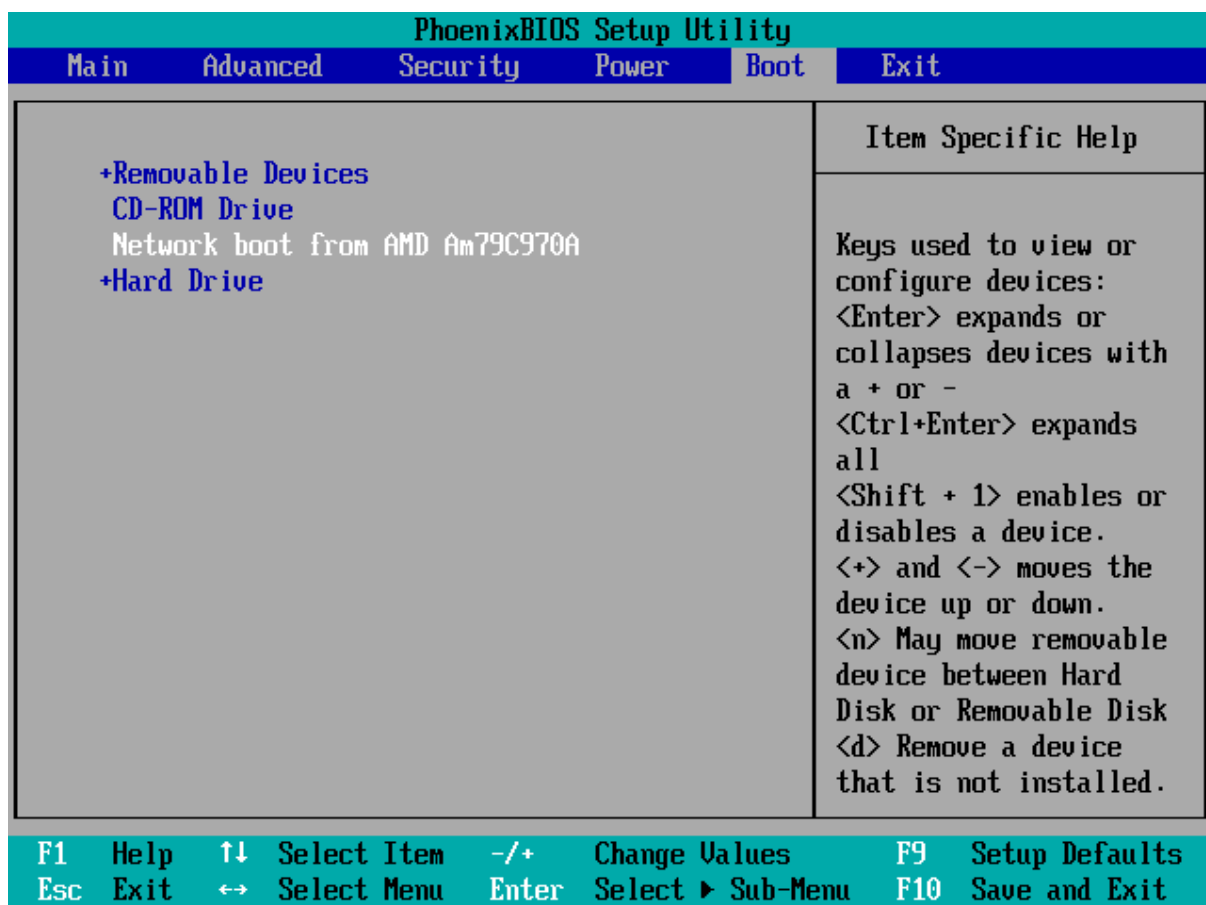 PhoenixBIOS Setup Utility
Main Advanced Security Power Boot Exit
+Removable Devices
CD-ROM Drive
Network boot from AMD Am79C970A
+Hard Drive
Item Specific Help
Keys used to view or
configure devices:
<Enter> expands or
collapses devices with
a + or -
<Ctrl+Enter> expands
all
<Shift + 1> enables or
disables a device.
<+> and <-> moves the
device up or down.
<n> May move removable
device between Hard
Disk or Removable Disk
<d> Remove a device
that is not installed.
F1 Help ↑↓ Select Item -/+ Change Values F9 Setup Defaults
Esc Exit ↔ Select Menu Enter Select ▶ Sub-Menu F10 Save and Exit